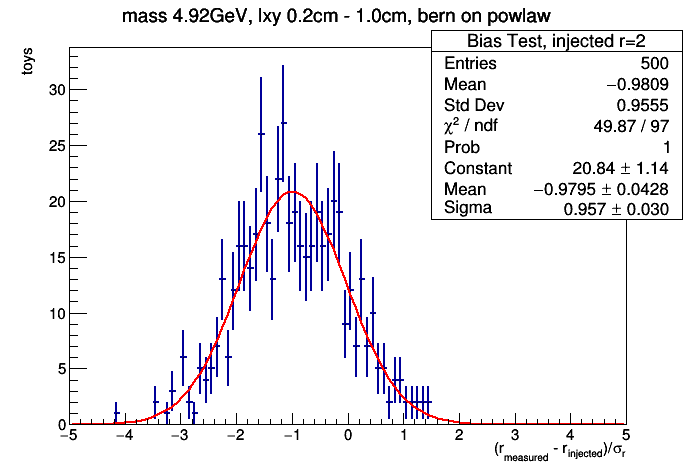 mass 4.92GeV, lxy 0.2cm - 1.0cm, bern on powlaw
Bias Test, injected r=2
Entries 500
Mean −0.9809
Std Dev 0.9555
χ² / ndf 49.87 / 97
Prob 1
Constant 20.84 ± 1.14
Mean −0.9795 ± 0.0428
Sigma 0.957 ± 0.030
toys
30
25
20
15
10
5
0
−5 −4 −3 −2 −1 0 1 2 3 4 5
(r_measured - r_injected)/σ_r